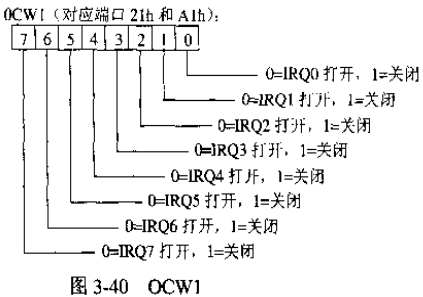 OCW1（对应端口 21h 和 A1h）：
7 6 5 4 3 2 1 0
0=IRQ0 打开，1=关闭
0=IRQ1 打开，1=关闭
0=IRQ2 打开，1=关闭
0=IRQ3 打开，1=关闭
0=IRQ4 打开，1=关闭
0=IRQ5 打开，1=关闭
0=IRQ6 打开，1=关闭
0=IRQ7 打开，1=关闭
图 3-40 OCW1